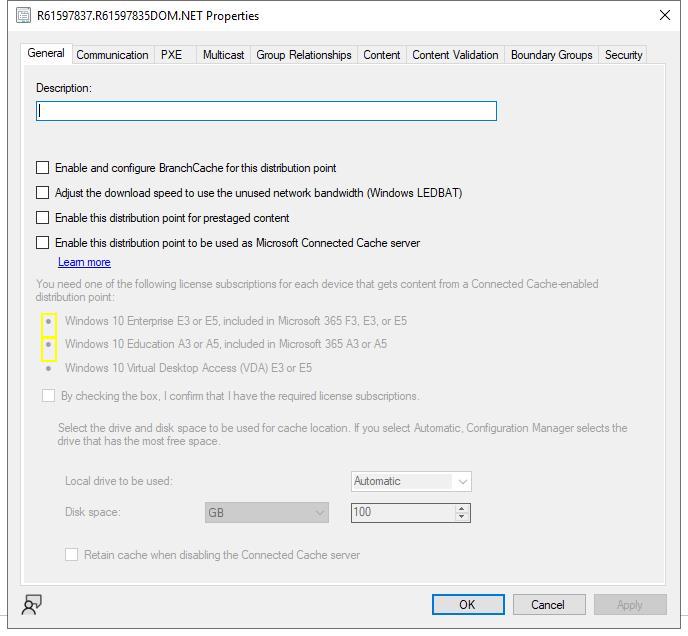 R61597837.R61597835DOM.NET Properties
General Communication PXE Multicast Group Relationships Content Content Validation Boundary Groups Security
Description:
Enable and configure BranchCache for this distribution point
Adjust the download speed to use the unused network bandwidth (Windows LEDBAT)
Enable this distribution point for prestaged content
Enable this distribution point to be used as Microsoft Connected Cache server
Learn more
You need one of the following license subscriptions for each device that gets content from a Connected Cache-enabled
distribution point:
• Windows 10 Enterprise E3 or E5, included in Microsoft 365 F3, E3, or E5
• Windows 10 Education A3 or A5, included in Microsoft 365 A3 or A5
• Windows 10 Virtual Desktop Access (VDA) E3 or E5
By checking the box, I confirm that I have the required license subscriptions.
Select the drive and disk space to be used for cache location. If you select Automatic, Configuration Manager selects the
drive that has the most free space.
Local drive to be used: Automatic
Disk space: GB 100
Retain cache when disabling the Connected Cache server
OK Cancel Apply